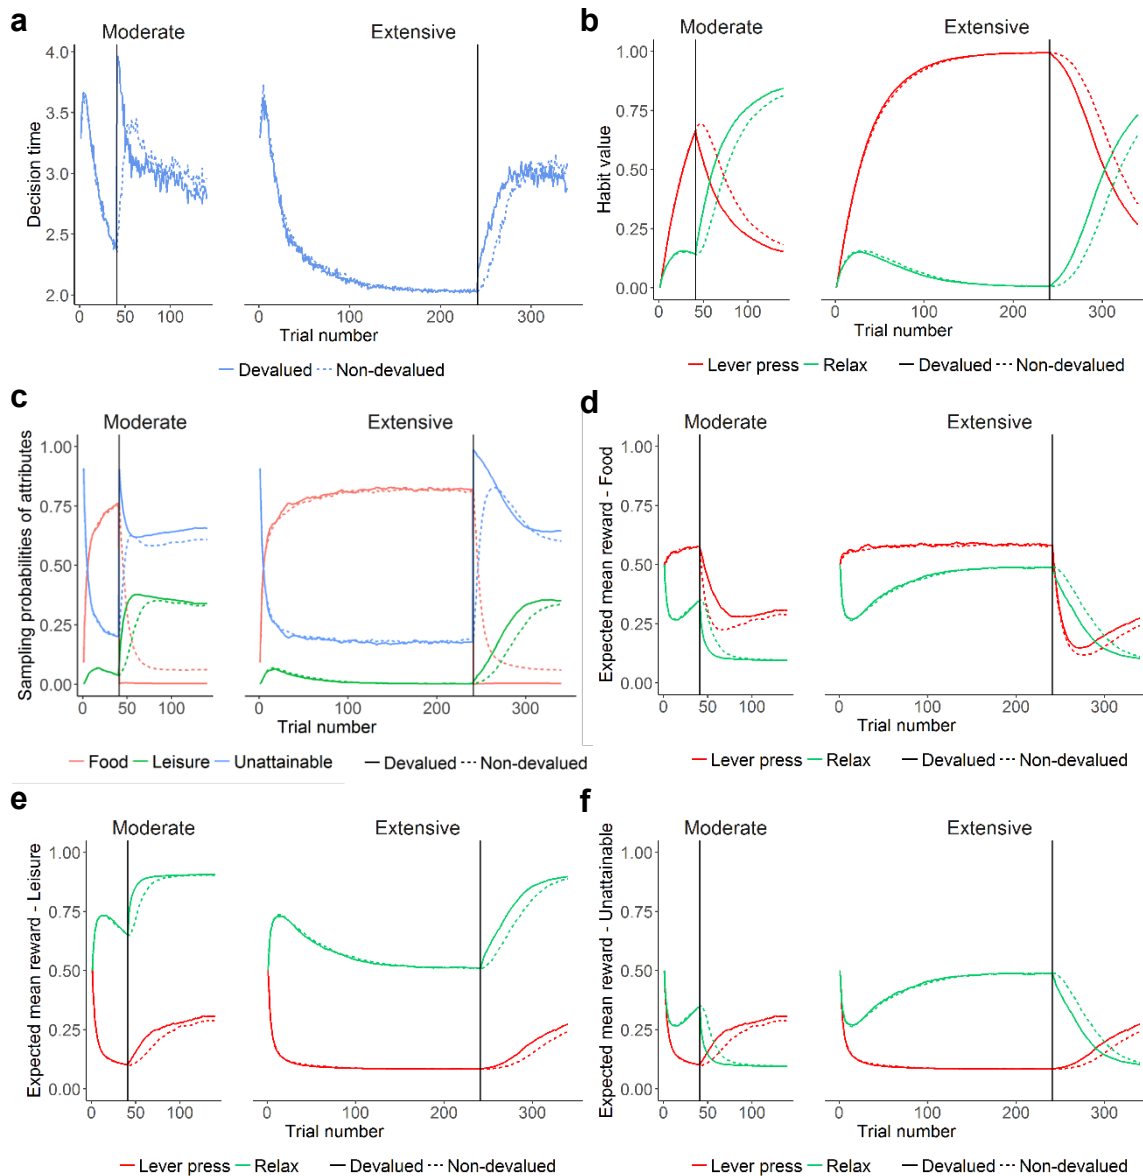 a
Moderate
Extensive
Decision time
4.0
3.5
3.0
2.5
2.0
0
50
100
0
100
200
300
Trial number
Devalued
Non-devalued
b
Moderate
Extensive
Habit value
1.00
0.75
0.50
0.25
0.00
0
50
100
0
100
200
300
Trial number
Lever press
Relax
Devalued
Non-devalued
c
Moderate
Extensive
Sampling probabilities of attributes
1.00
0.75
0.50
0.25
0.00
0
50
100
0
100
200
300
Trial number
Food
Leisure
Unattainable
Devalued
Non-devalued
d
Moderate
Extensive
Expected mean reward - Food
1.00
0.75
0.50
0.25
0.00
0
50
100
0
100
200
300
Trial number
Lever press
Relax
Devalued
Non-devalued
e
Moderate
Extensive
Expected mean reward - Leisure
1.00
0.75
0.50
0.25
0.00
0
50
100
0
100
200
300
Trial number
Lever press
Relax
Devalued
Non-devalued
f
Moderate
Extensive
Expected mean reward - Unattainable
1.00
0.75
0.50
0.25
0.00
0
50
100
0
100
200
300
Trial number
Lever press
Relax
Devalued
Non-devalued